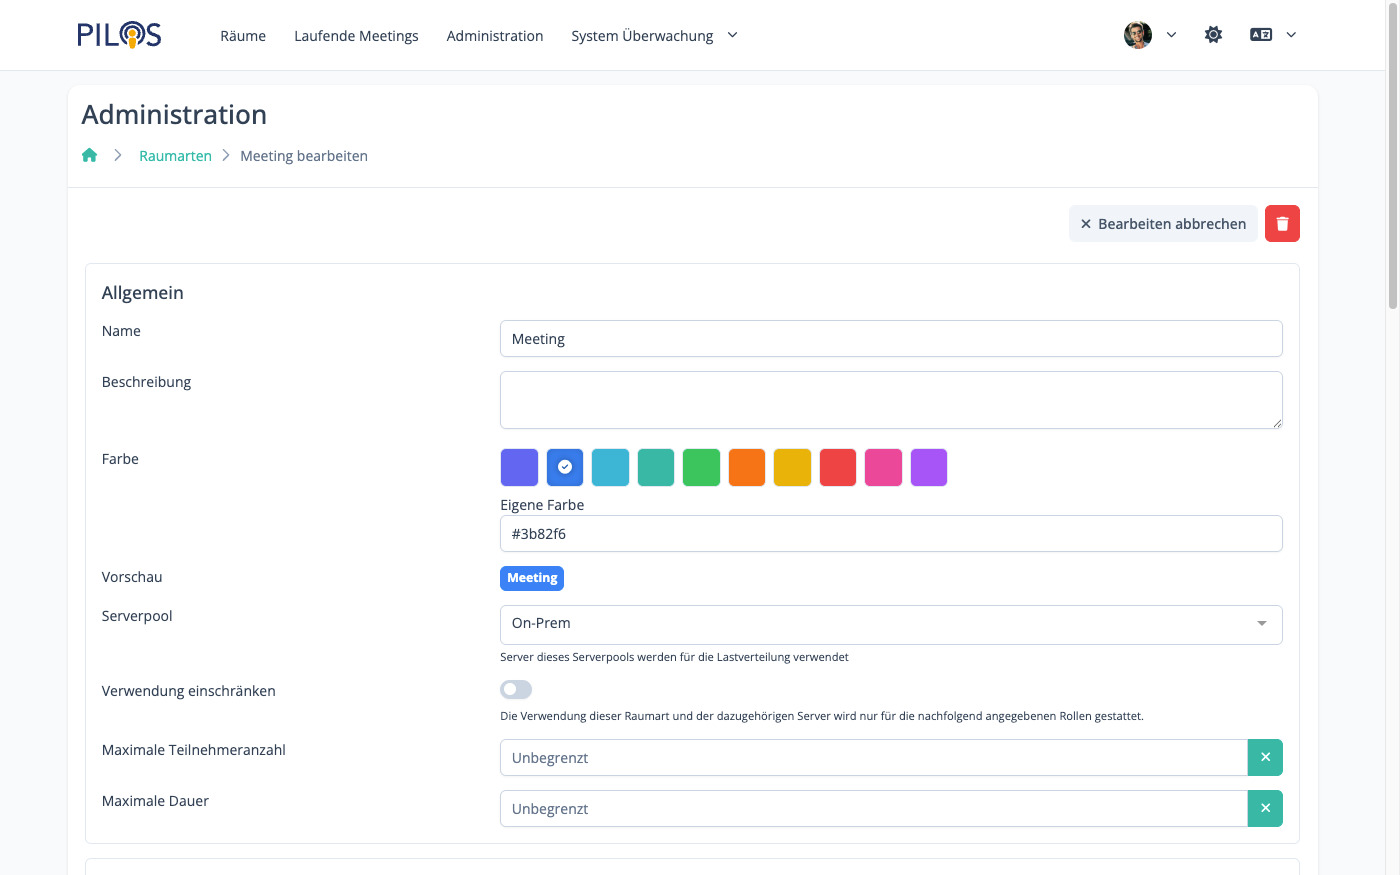 PILOS
Räume Laufende Meetings Administration System Überwachung
Administration
Raumarten Meeting bearbeiten
Bearbeiten abbrechen
Allgemein
Name
Meeting
Beschreibung
Farbe
Eigene Farbe
#3b82f6
Vorschau
Meeting
Serverpool
On-Prem
Server dieses Serverpools werden für die Lastverteilung verwendet
Verwendung einschränken
Die Verwendung dieser Raumart und der dazugehörigen Server wird nur für die nachfolgend angegebenen Rollen gestattet.
Maximale Teilnehmeranzahl
Unbegrenzt
Maximale Dauer
Unbegrenzt